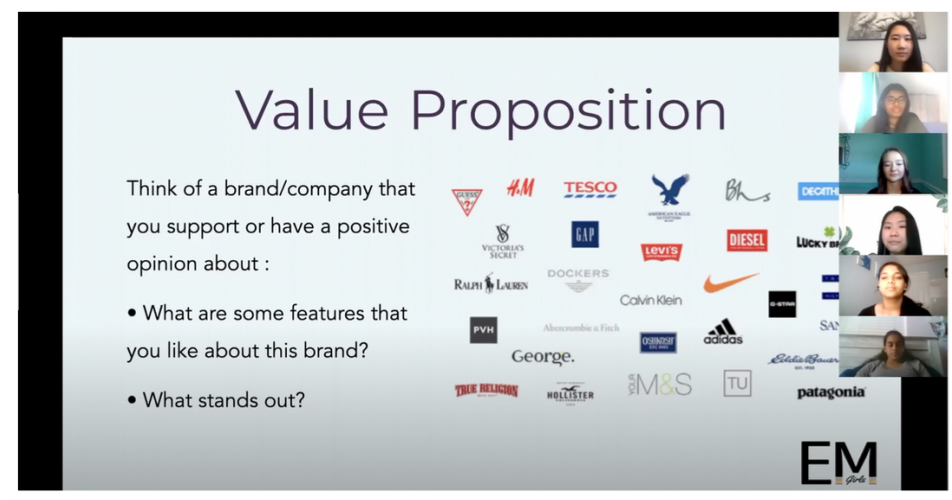 Value Proposition
Think of a brand/company that
you support or have a positive
opinion about :
• What are some features that
you like about this brand?
• What stands out?
GUESS ? H&M TESCO AMERICAN EAGLE OUTFITTERS Bhs DECATHL
VICTORIA'S SECRET GAP LEVI'S DIESEL LUCKY BR
RALPH LAUREN DOCKERS Calvin Klein G-STAR
PVH Abercrombie & Fitch OSHKOSH adidas SAN
George. Eddie Bauer
TRUE RELIGION HOLLISTER YOUR M&S TU patagonia
EM
Girls